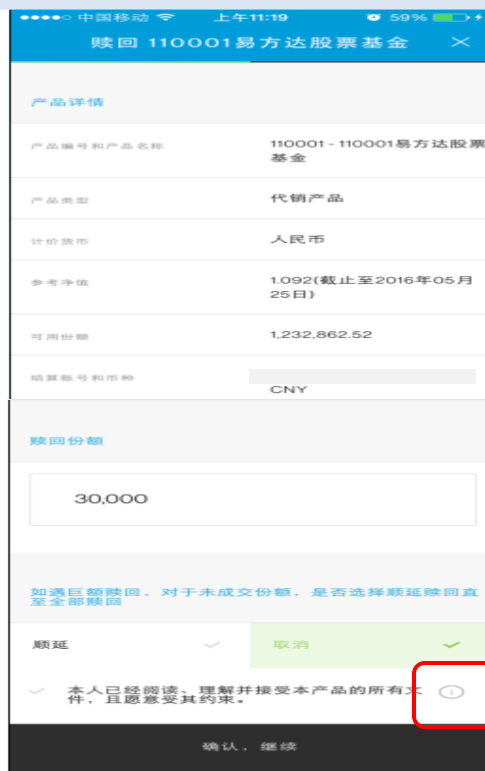 中国移动 上午11:19 59%
赎回 110001易方达股票基金
产品详情
产品编号和产品名称 110001 - 110001易方达股票
基金
产品类型 代销产品
计价货币 人民币
参考净值 1.092(截止至2016年05月
25日)
可用份额 1,232,862.52
结算账号和币种
CNY
赎回份额
30,000
如遇巨额赎回，对于未成交份额，是否选择顺延赎回直
至全部赎回
顺延 取消
本人已经阅读、理解并接受本产品的所有文
件，且愿意受其约束。
确认，继续